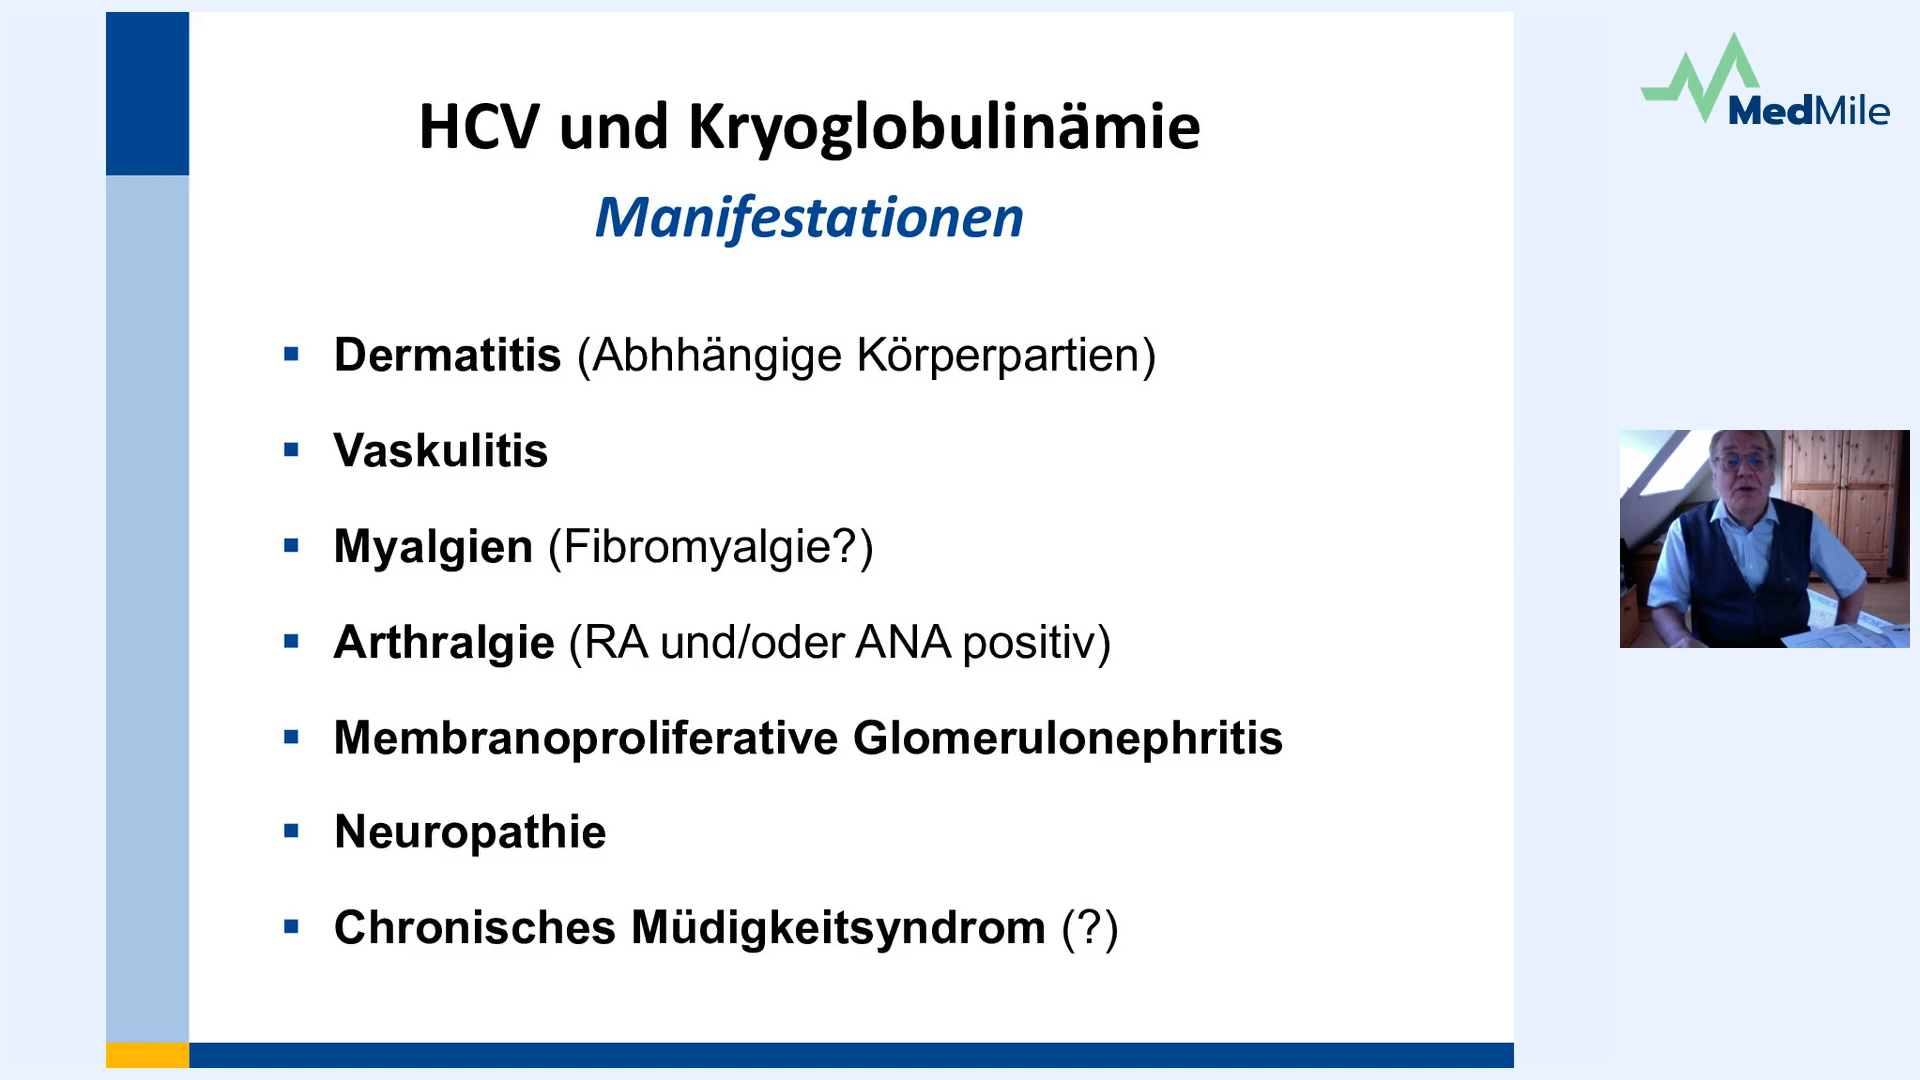 HCV und Kryoglobulinämie
Manifestationen
▪ Dermatitis (Abhhängige Körperpartien)
▪ Vaskulitis
▪ Myalgien (Fibromyalgie?)
▪ Arthralgie (RA und/oder ANA positiv)
▪ Membranoproliferative Glomerulonephritis
▪ Neuropathie
▪ Chronisches Müdigkeitsyndrom (?)
MedMile